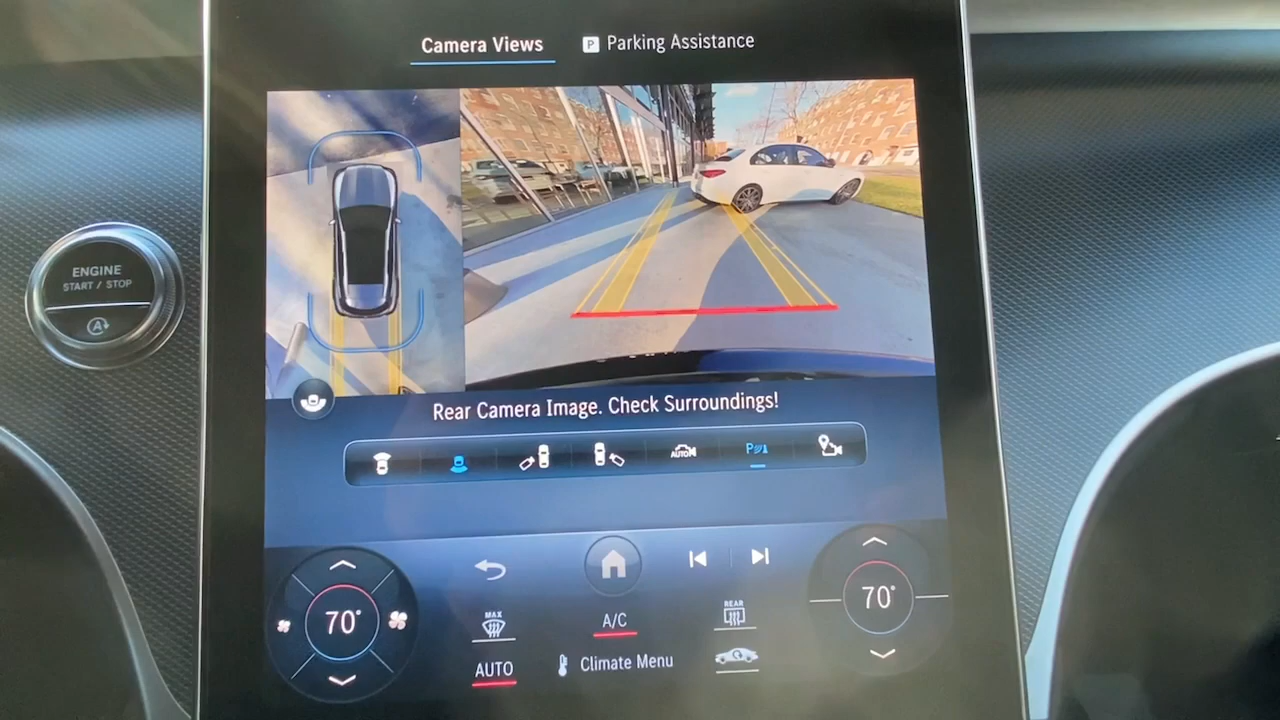 Camera Views
P Parking Assistance
ENGINE
START / STOP
A
Rear Camera Image. Check Surroundings!
AUTO
P
70°
70°
MAX
A/C
REAR
AUTO
Climate Menu